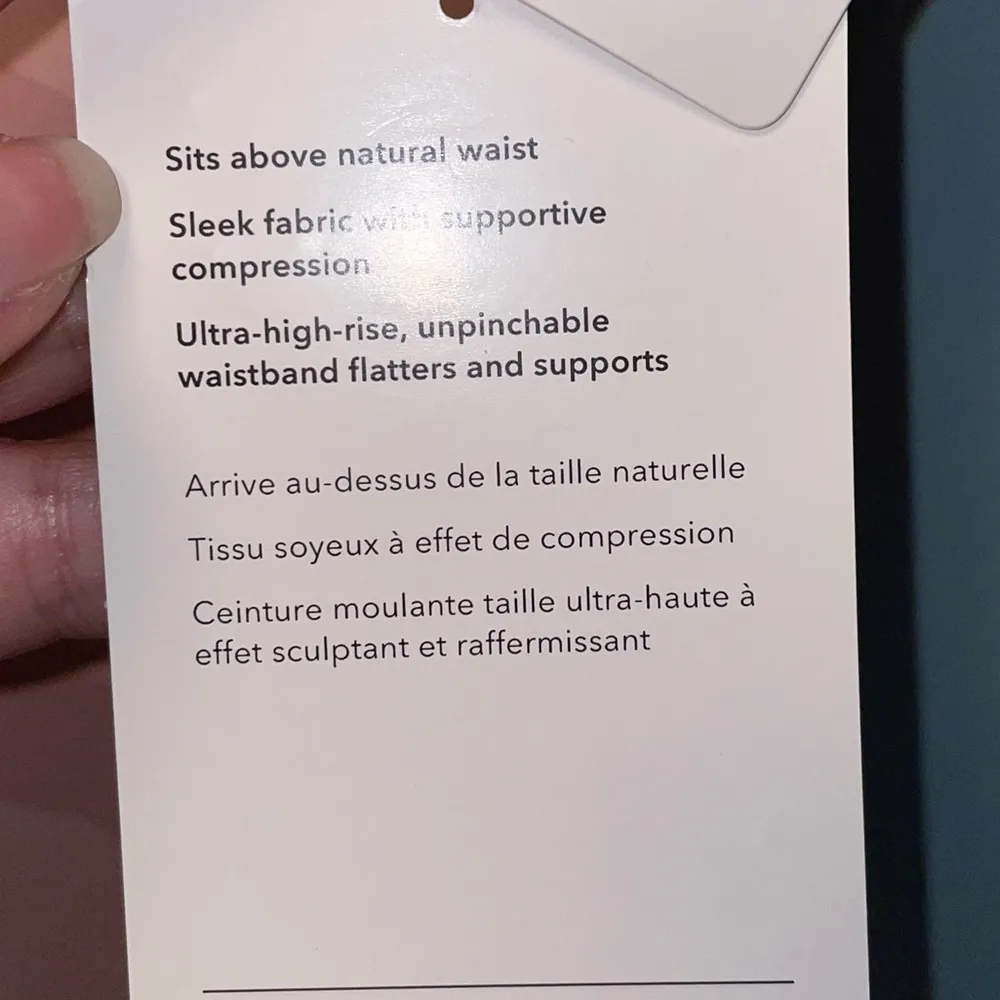 Sits above natural waist
Sleek fabric with supportive
compression
Ultra-high-rise, unpinchable
waistband flatters and supports
Arrive au-dessus de la taille naturelle
Tissu soyeux à effet de compression
Ceinture moulante taille ultra-haute à
effet sculptant et raffermissant